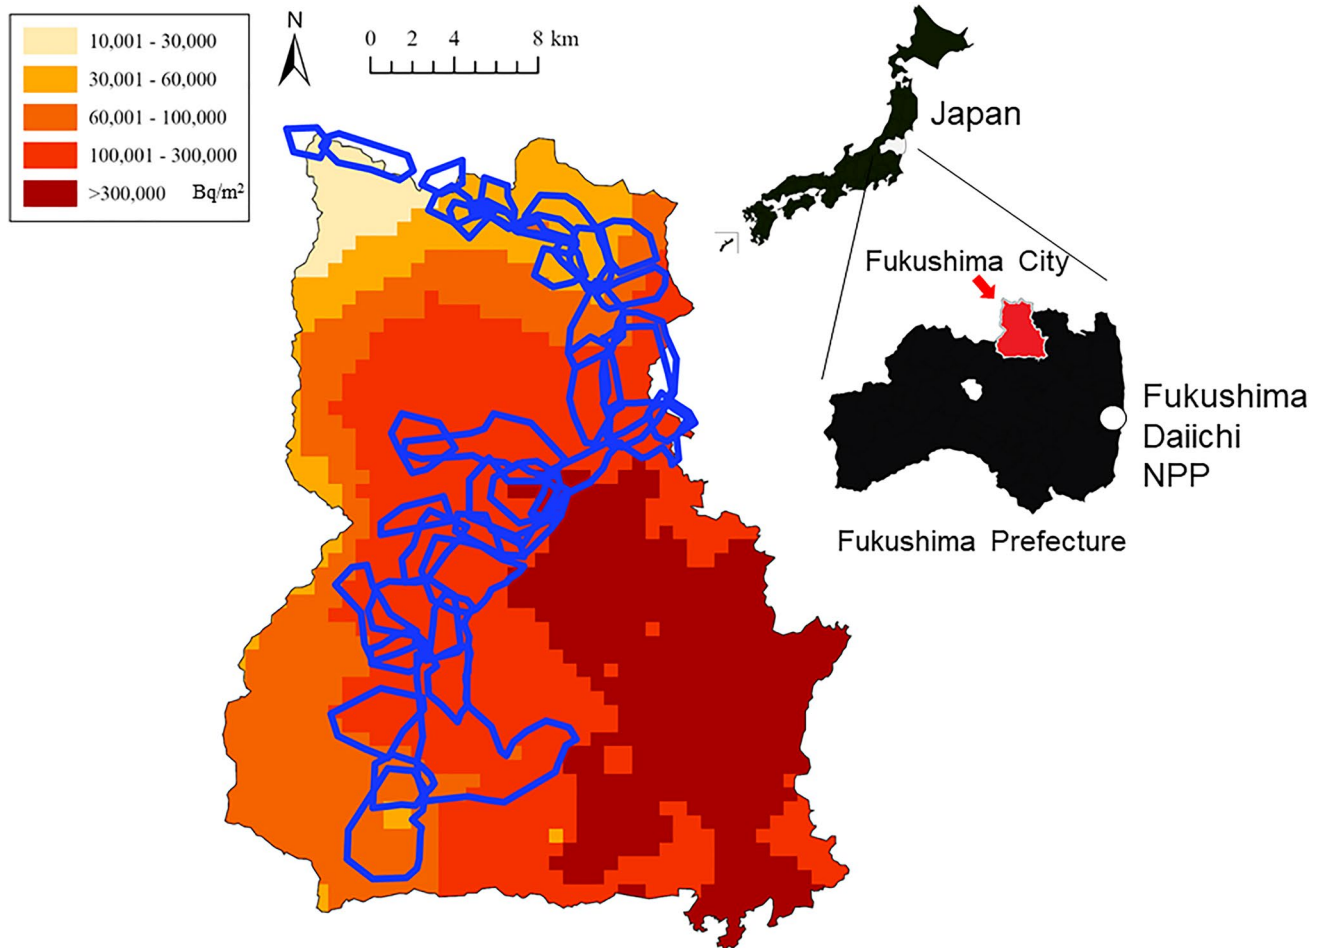 10,001 - 30,000
30,001 - 60,000
60,001 - 100,000
100,001 - 300,000
>300,000 Bq/m²
N
0 2 4 8 km
Japan
Fukushima City
Fukushima
Daiichi
NPP
Fukushima Prefecture